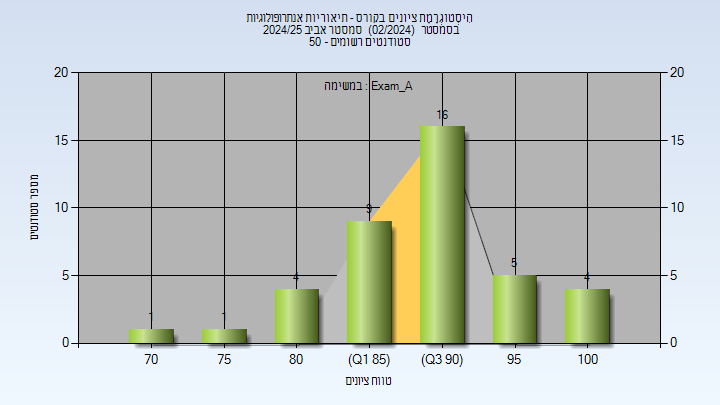 היסטוגרמת ציונים בקורס - תיאוריות אנתרופולוגיות
בסמסטר (02/2024) סמסטר אביב 2024/25
סטודנטים רשומים - 50
במשימה : Exam_A
20 20
15 15
10 10
5 5
0 0
מספר סטודנטים
1 1 4 9 16 5 4
70 75 80 (Q1 85) (Q3 90) 95 100
טווח ציונים